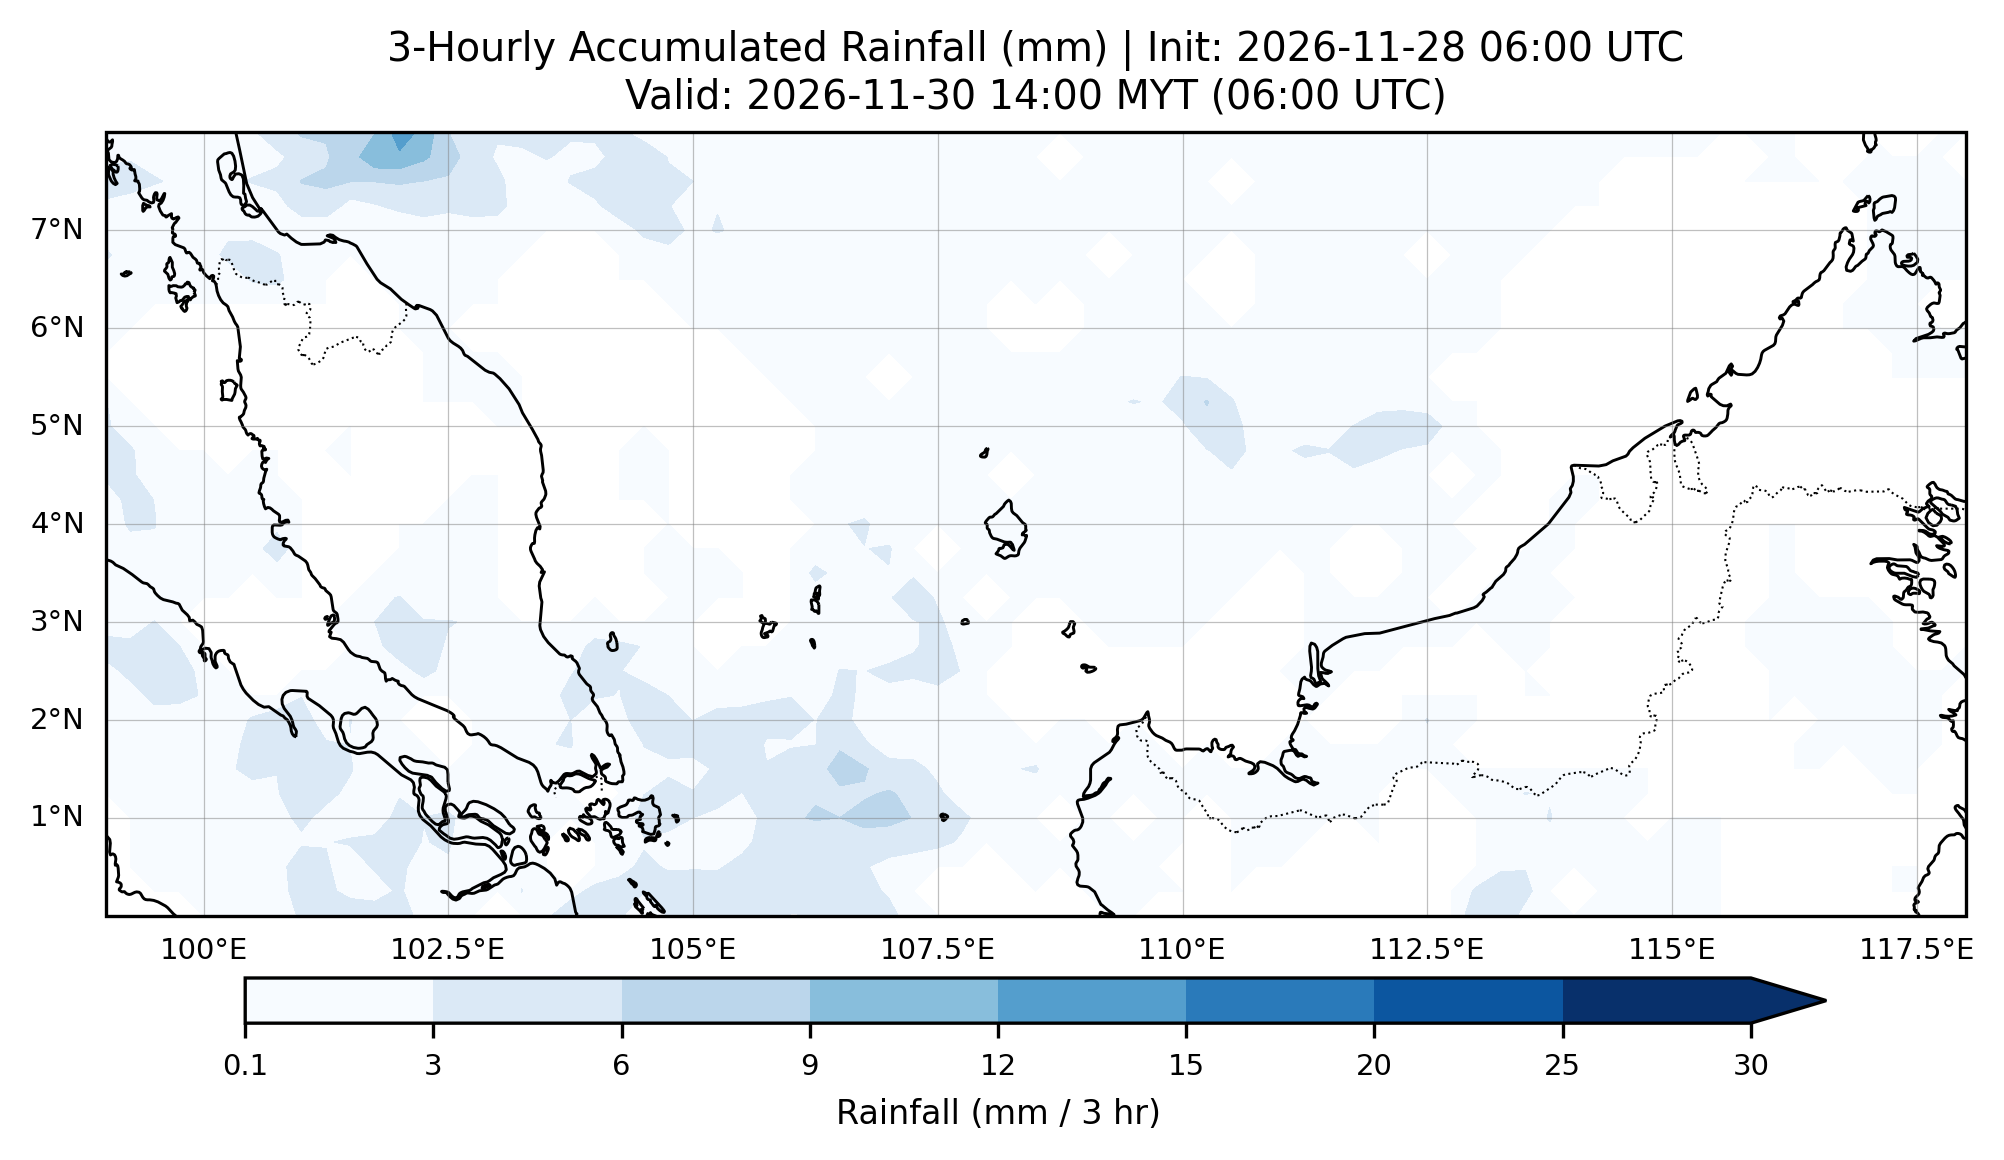 3-Hourly Accumulated Rainfall (mm) | Init: 2026-11-28 06:00 UTC
Valid: 2026-11-30 14:00 MYT (06:00 UTC)
7°N
6°N
5°N
4°N
3°N
2°N
1°N
100°E 102.5°E 105°E 107.5°E 110°E 112.5°E 115°E 117.5°E
0.1 3 6 9 12 15 20 25 30
Rainfall (mm / 3 hr)